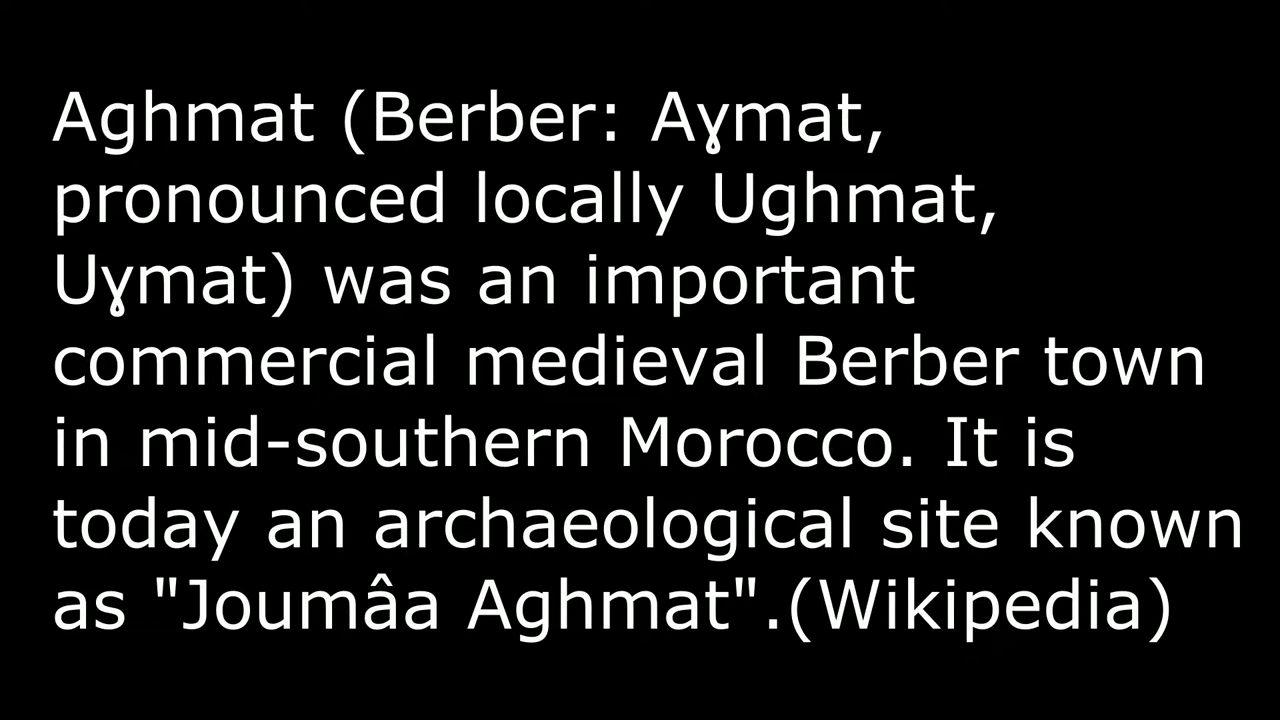 Aghmat (Berber: Aɣmat,
pronounced locally Ughmat,
Uɣmat) was an important
commercial medieval Berber town
in mid-southern Morocco. It is
today an archaeological site known
as "Joumâa Aghmat".(Wikipedia)